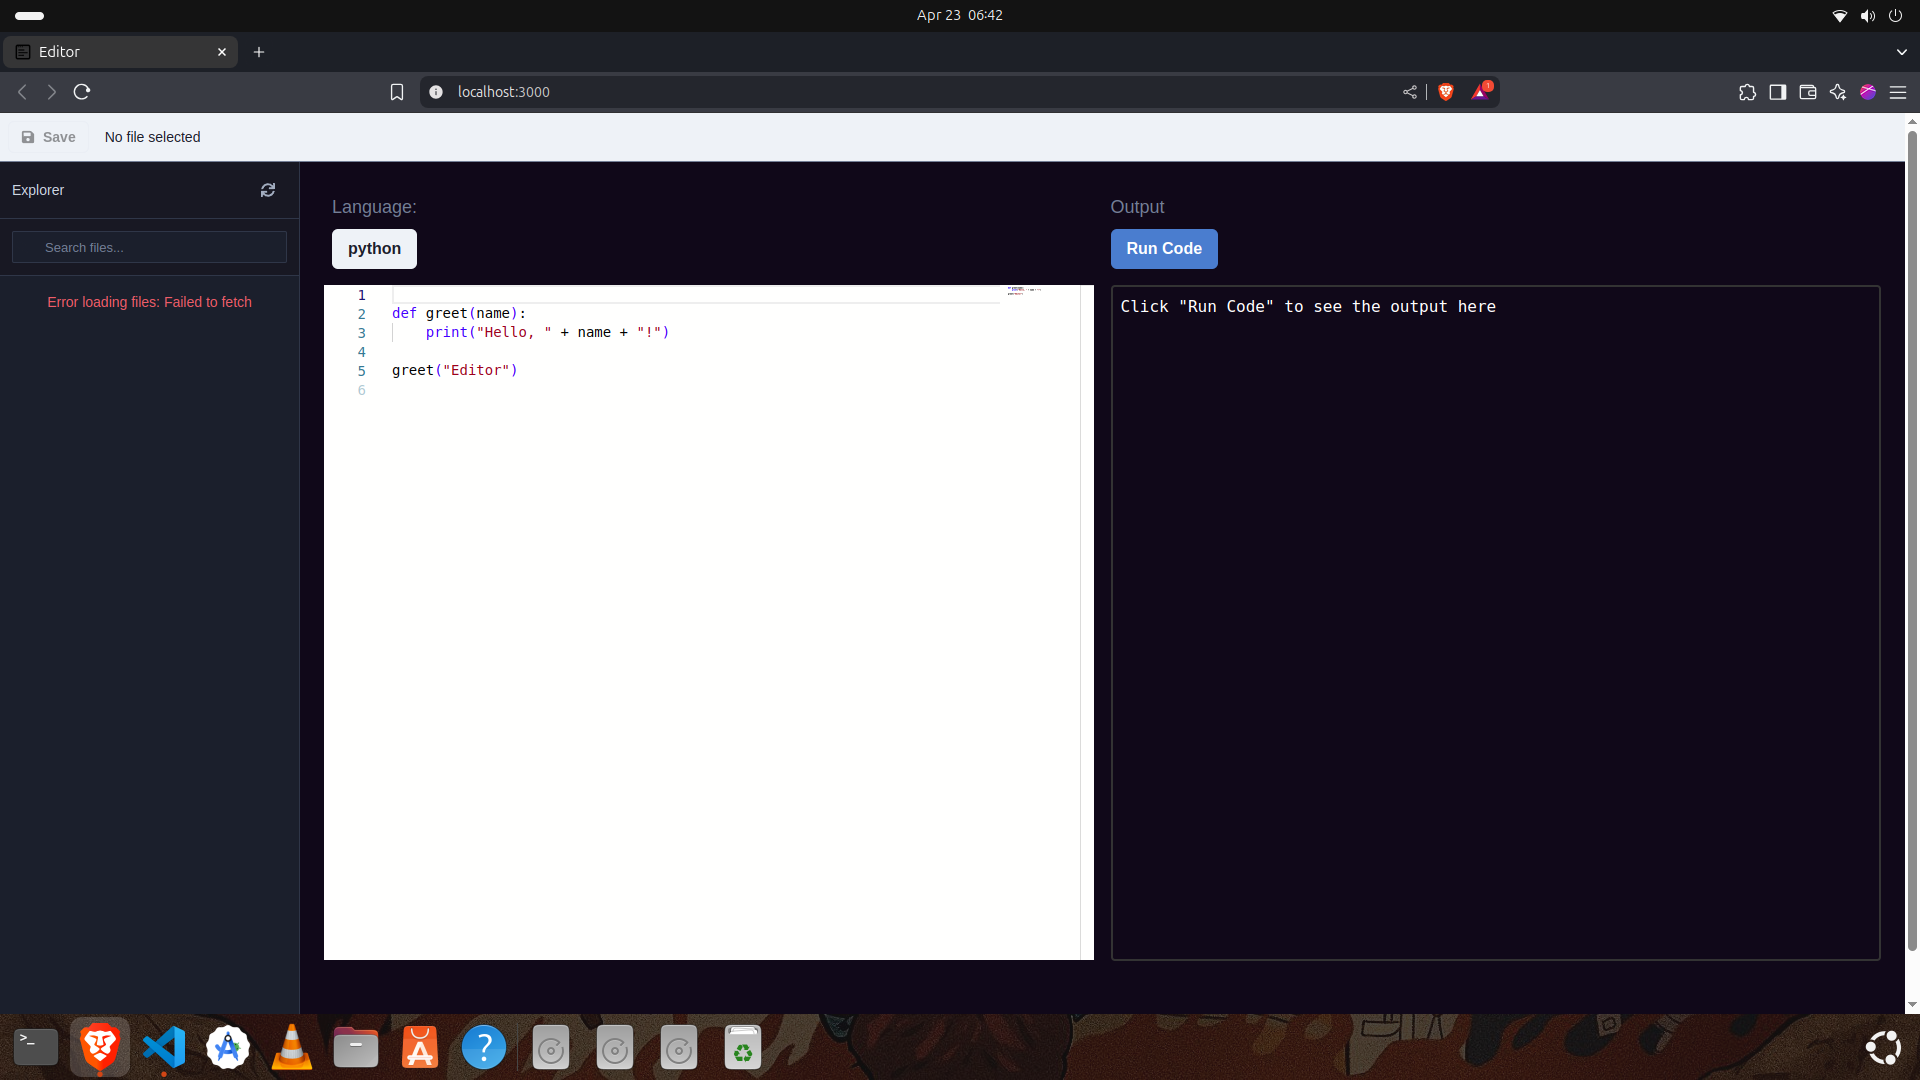 Apr 23 06:42
Editor
localhost:3000
1
Save
No file selected
Explorer
Search files...
Error loading files: Failed to fetch
Language:
python
1
2 def greet(name):
3     print("Hello, " + name + "!")
4
5 greet("Editor")
6
Output
Run Code
Click "Run Code" to see the output here
>_
?